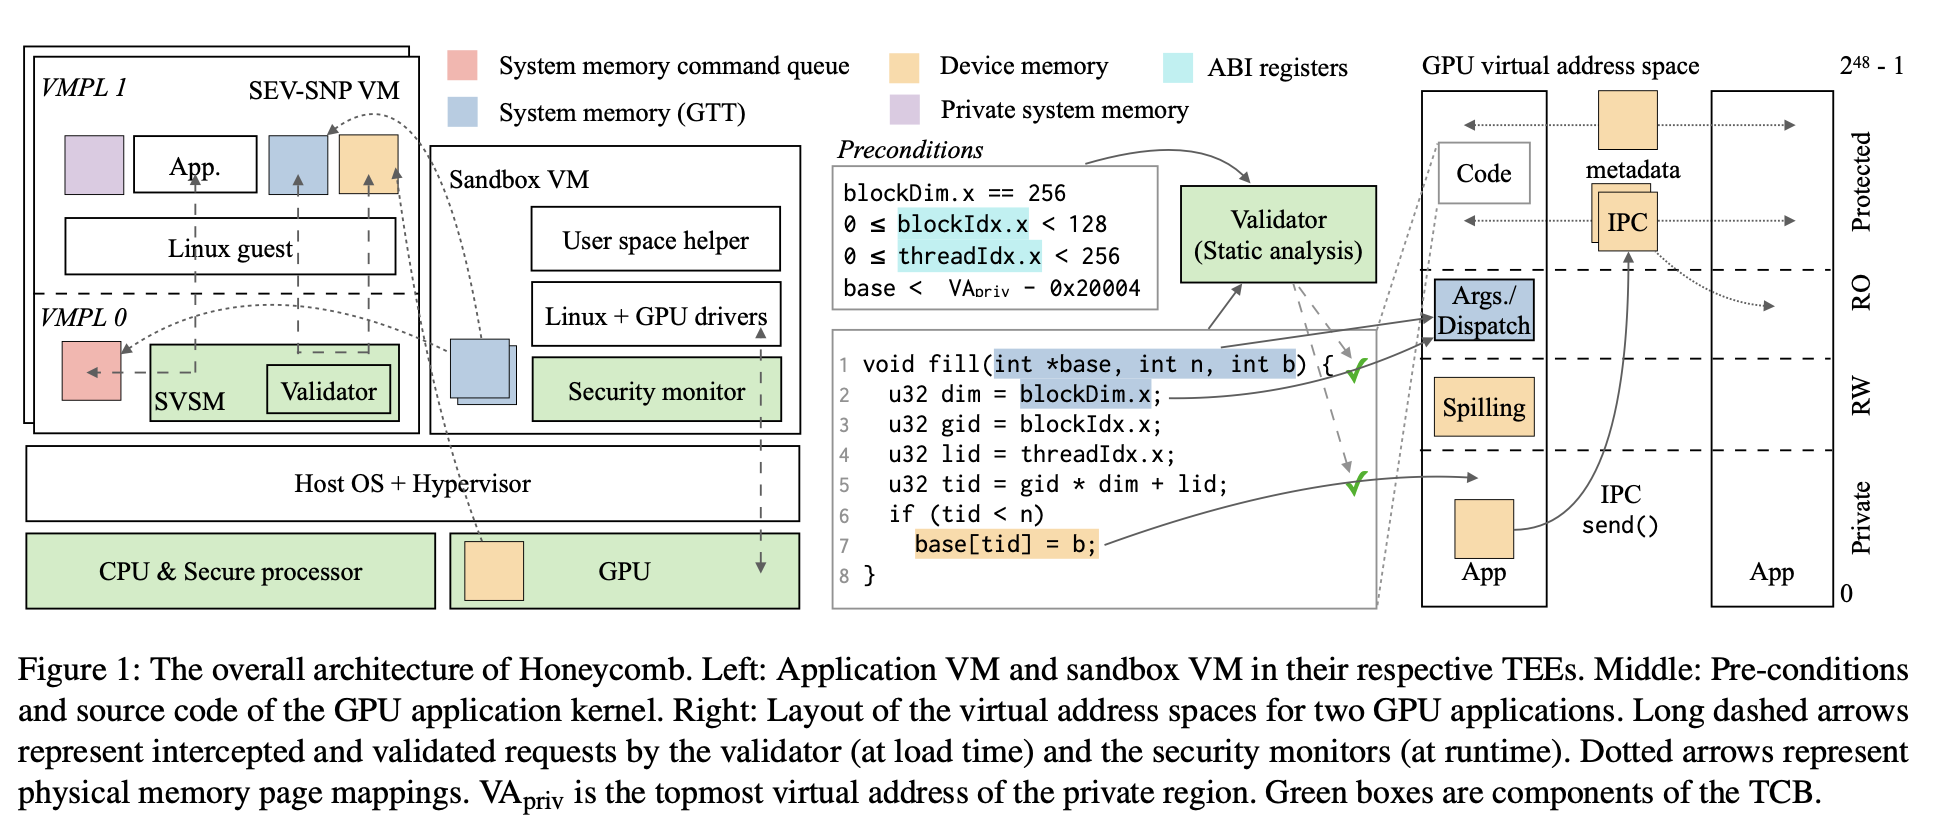 VMPL 1
SEV-SNP VM
App.
Linux guest
VMPL 0
SVSM
Validator
Sandbox VM
User space helper
Linux + GPU drivers
Security monitor
Host OS + Hypervisor
CPU & Secure processor
GPU
System memory command queue
Device memory
ABI registers
System memory (GTT)
Private system memory
Preconditions
blockDim.x == 256
0 ≤ blockIdx.x < 128
0 ≤ threadIdx.x < 256
base < VApriv - 0x20004
Validator
(Static analysis)
1 void fill(int *base, int n, int b) {
2 u32 dim = blockDim.x;
3 u32 gid = blockIdx.x;
4 u32 lid = threadIdx.x;
5 u32 tid = gid * dim + lid;
6 if (tid < n)
7 base[tid] = b;
8 }
GPU virtual address space
2⁴⁸ - 1
Code
metadata
IPC
Protected
Args./
Dispatch
RO
Spilling
RW
IPC
send()
Private
App
App
0
Figure 1: The overall architecture of Honeycomb. Left: Application VM and sandbox VM in their respective TEEs. Middle: Pre-conditions
and source code of the GPU application kernel. Right: Layout of the virtual address spaces for two GPU applications. Long dashed arrows
represent intercepted and validated requests by the validator (at load time) and the security monitors (at runtime). Dotted arrows represent
physical memory page mappings. VApriv is the topmost virtual address of the private region. Green boxes are components of the TCB.